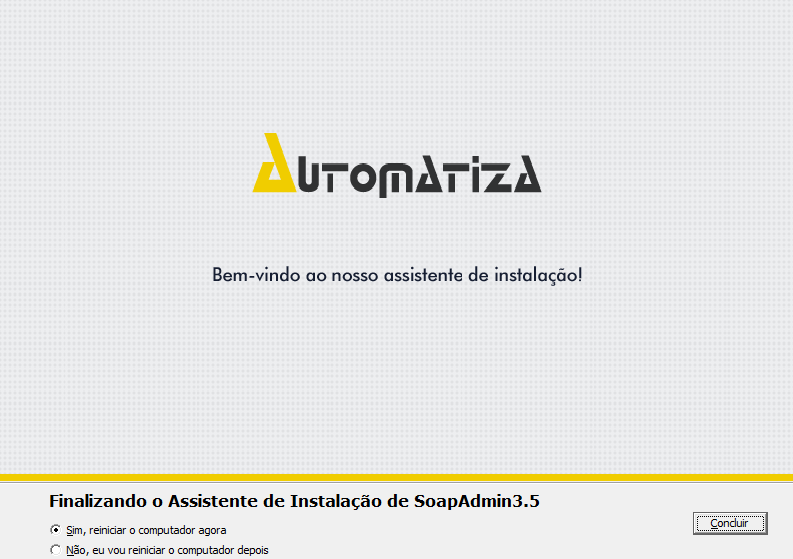 AUTOMATIZA
Bem-vindo ao nosso assistente de instalação!
Finalizando o Assistente de Instalação de SoapAdmin3.5
Sim, reiniciar o computador agora
Concluir
Não, eu vou reiniciar o computador depois